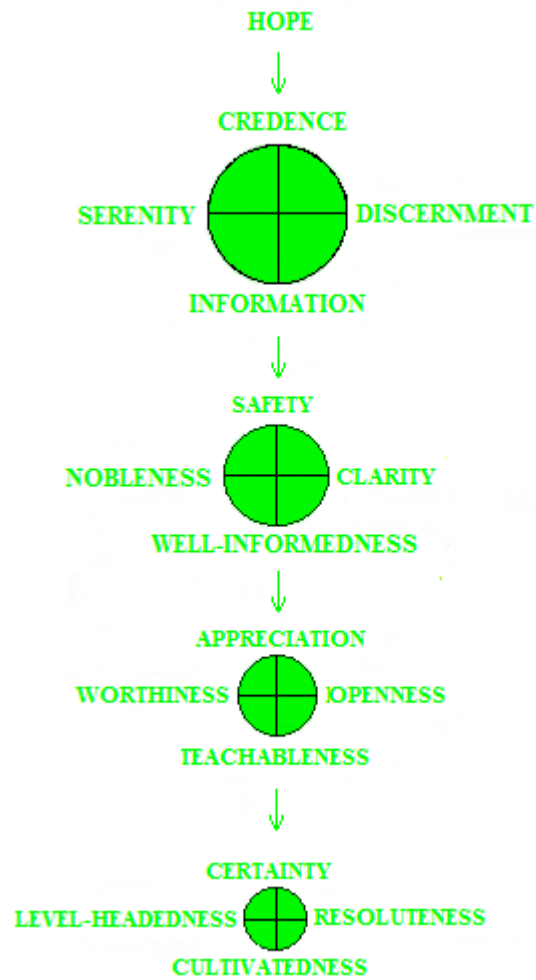 HOPE
CREDENCE
SERENITY DISCERNMENT
INFORMATION
SAFETY
NOBLENESS CLARITY
WELL-INFORMEDNESS
APPRECIATION
WORTHINESS OPENNESS
TEACHABLENESS
CERTAINTY
LEVEL-HEADEDNESS RESOLUTENESS
CULTIVATEDNESS